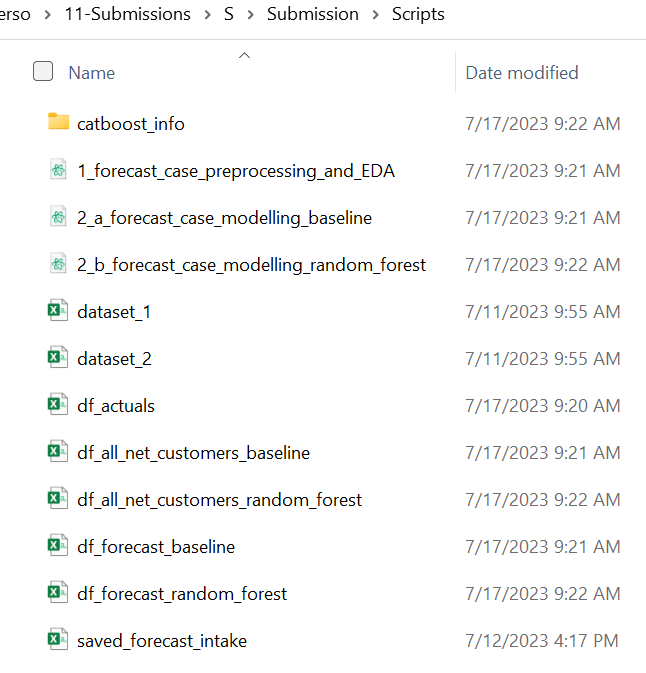 erso > 11-Submissions > S > Submission > Scripts
Name Date modified
catboost_info 7/17/2023 9:22 AM
1_forecast_case_preprocessing_and_EDA 7/17/2023 9:21 AM
2_a_forecast_case_modelling_baseline 7/17/2023 9:21 AM
2_b_forecast_case_modelling_random_forest 7/17/2023 9:22 AM
dataset_1 7/11/2023 9:55 AM
dataset_2 7/11/2023 9:55 AM
df_actuals 7/17/2023 9:20 AM
df_all_net_customers_baseline 7/17/2023 9:21 AM
df_all_net_customers_random_forest 7/17/2023 9:22 AM
df_forecast_baseline 7/17/2023 9:21 AM
df_forecast_random_forest 7/17/2023 9:22 AM
saved_forecast_intake 7/12/2023 4:17 PM